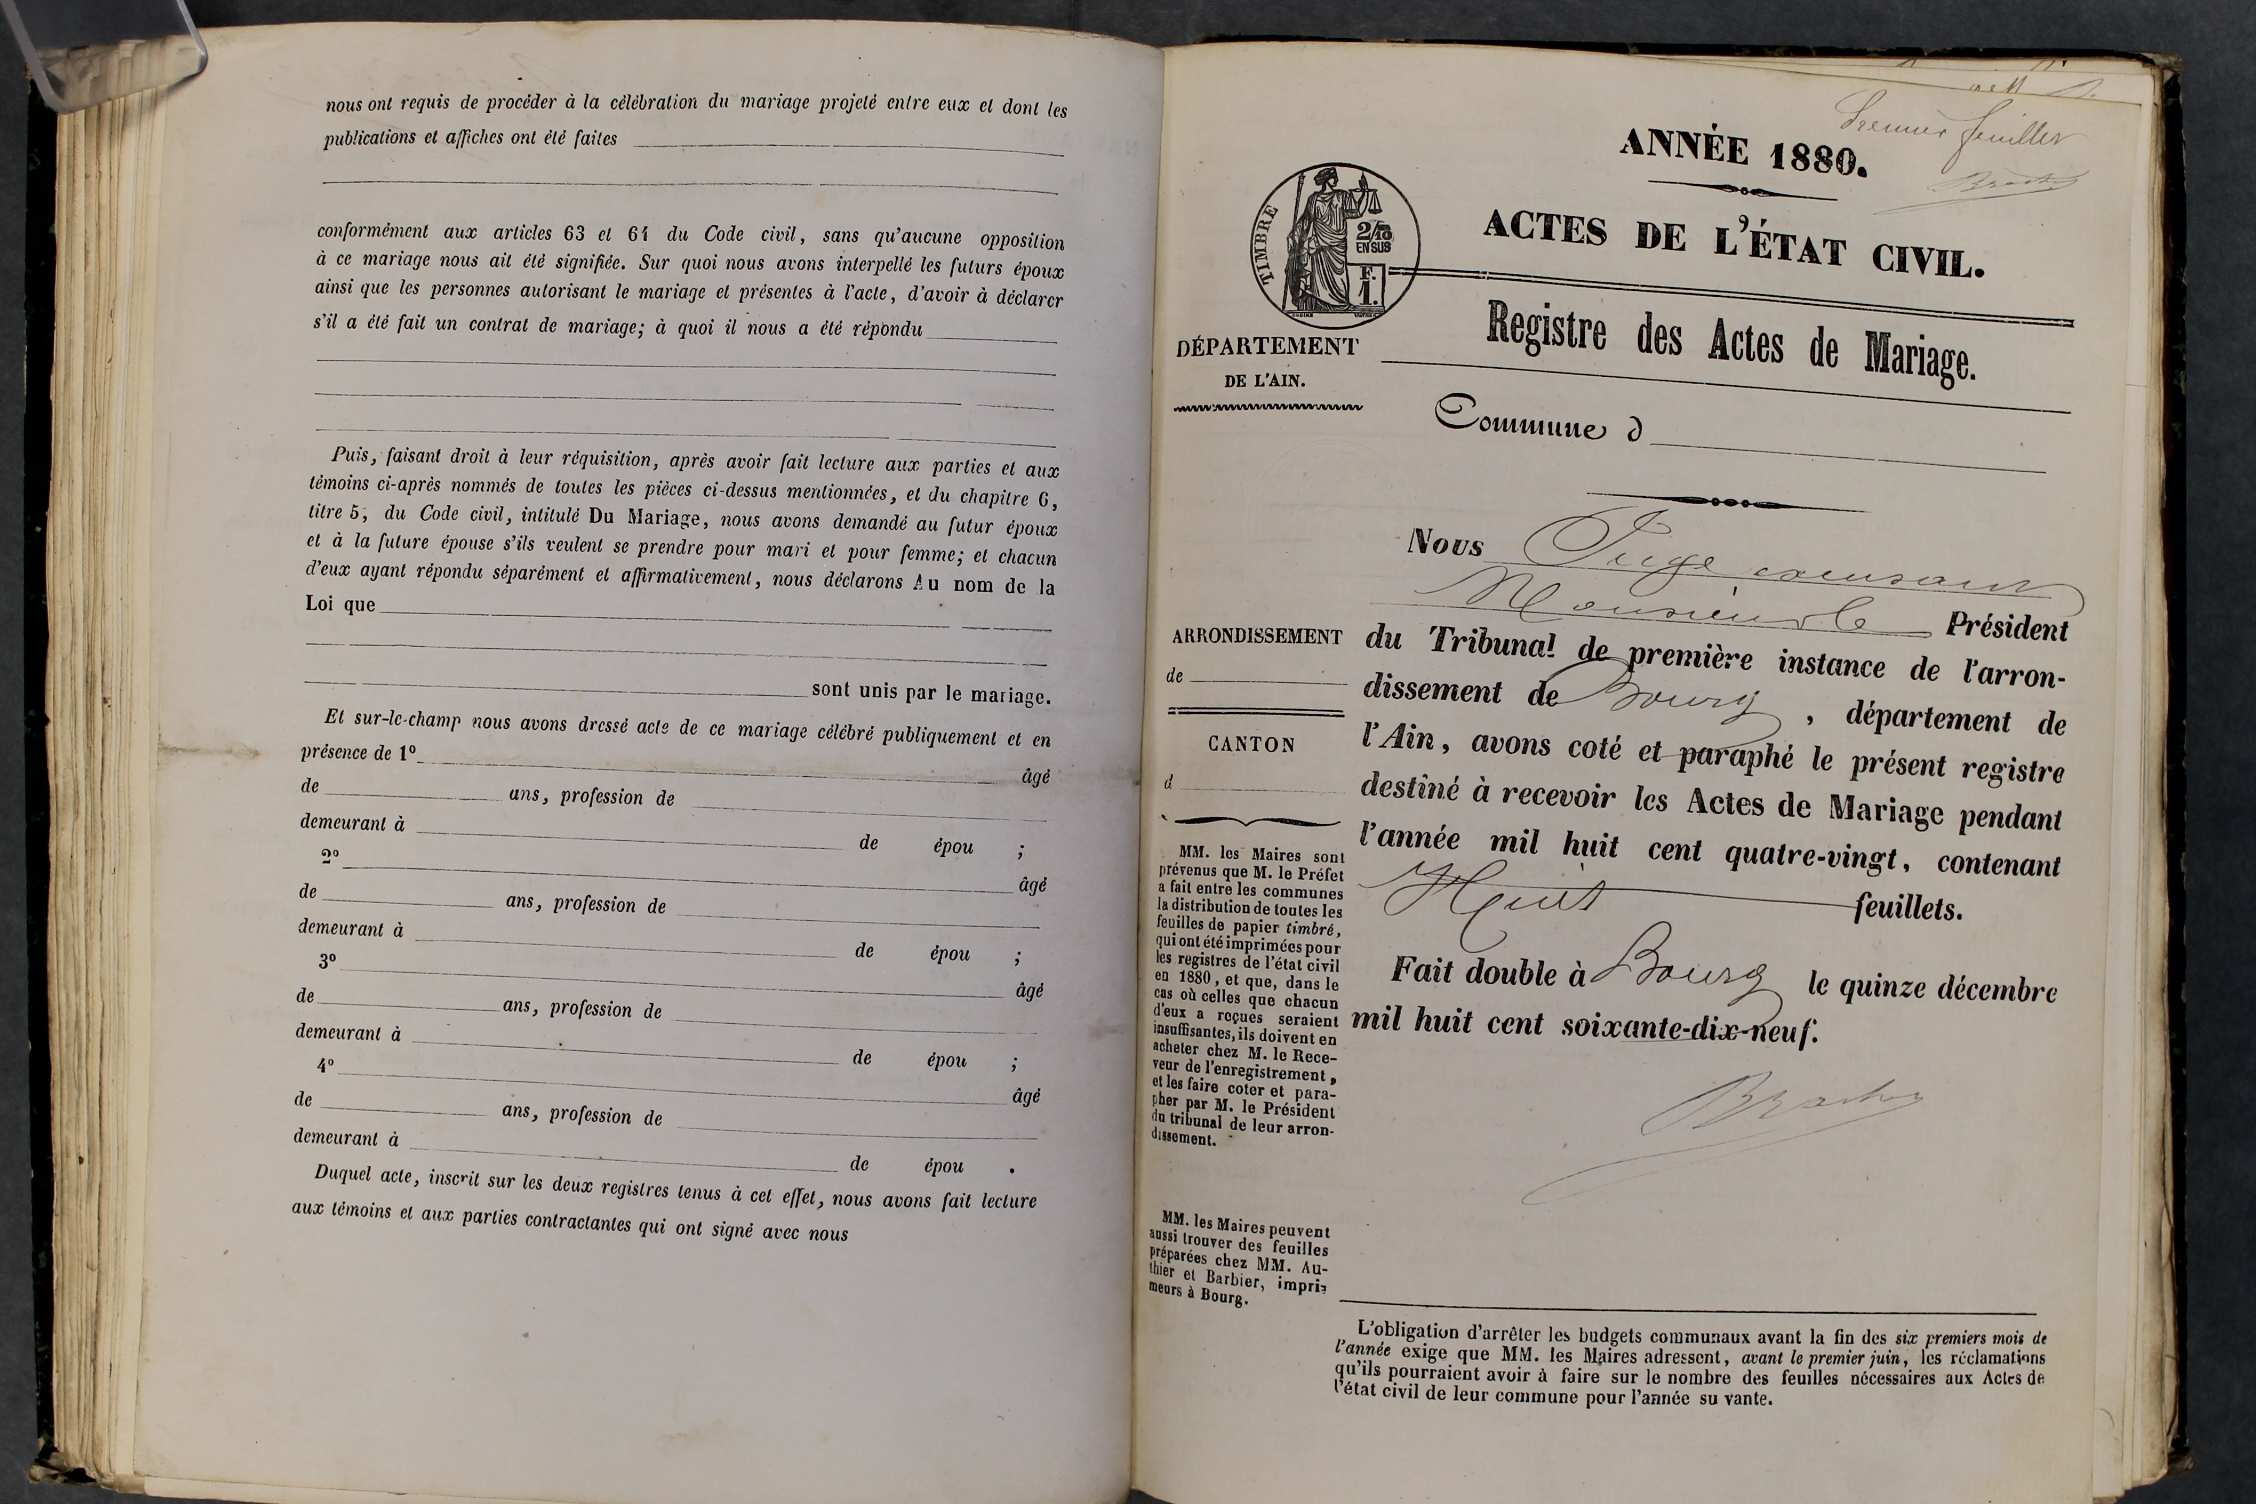 nous ont requis de procéder à la célébration du mariage projeté entre eux et dont les
publications et affiches ont été faites
conformément aux articles 63 et 64 du Code civil, sans qu'aucune opposition
à ce mariage nous ait été signifiée. Sur quoi nous avons interpellé les futurs époux
ainsi que les personnes autorisant le mariage et présentes à l'acte, d'avoir à déclarer
s'il a été fait un contrat de mariage; à quoi il nous a été répondu
Puis, faisant droit à leur réquisition, après avoir fait lecture aux parties et aux
témoins ci-après nommés de toutes les pièces ci-dessus mentionnées, et du chapitre 6,
titre 5, du Code civil, intitulé Du Mariage, nous avons demandé au futur époux
et à la future épouse s'ils veulent se prendre pour mari et pour femme; et chacun
d'eux ayant répondu séparément et affirmativement, nous déclarons Au nom de la
Loi que
sont unis par le mariage.
Et sur-le-champ nous avons dressé acte de ce mariage célébré publiquement et en
présence de 1º âgé
de ans, profession de
demeurant à de épou ;
2º âgé
de ans, profession de
demeurant à de épou ;
3º âgé
de ans, profession de
demeurant à de épou ;
4º âgé
de ans, profession de
demeurant à de épou .
Duquel acte, inscrit sur les deux registres tenus à cet effet, nous avons fait lecture
aux témoins et aux parties contractantes qui ont signé avec nous
Premier feuillet
ANNÉE 1880.
ACTES DE L'ÉTAT CIVIL.
TIMBRE
2/10
EN SUS
F.
1.
Registre des Actes de Mariage.
DÉPARTEMENT
DE L'AIN.
Commune d
Nous Juge
Monsieur le Président
du Tribunal de première instance de l'arron-
dissement de Bourg, département de
l'Ain, avons coté et paraphé le présent registre
destiné à recevoir les Actes de Mariage pendant
l'année mil huit cent quatre-vingt, contenant
Huit feuillets.
Fait double à Bourg le quinze décembre
mil huit cent soixante-dix-neuf.
ARRONDISSEMENT
de
CANTON
d
MM. les Maires sont
prévenus que M. le Préfet
a fait entre les communes
la distribution de toutes les
feuilles de papier timbré,
qui ont été imprimées pour
les registres de l'état civil
en 1880, et que, dans le
cas où celles que chacun
d'eux a reçues seraient
insuffisantes, ils doivent en
acheter chez M. le Rece-
veur de l'enregistrement,
et les faire coter et para-
pher par M. le Président
du tribunal de leur arron-
dissement.
MM. les Maires peuvent
aussi trouver des feuilles
préparées chez MM. Au-
thier et Barbier, impri-
meurs à Bourg.
L'obligation d'arrêter les budgets communaux avant la fin des six premiers mois de
l'année exige que MM. les Maires adressent, avant le premier juin, les réclamations
qu'ils pourraient avoir à faire sur le nombre des feuilles nécessaires aux Actes de
l'état civil de leur commune pour l'année su vante.